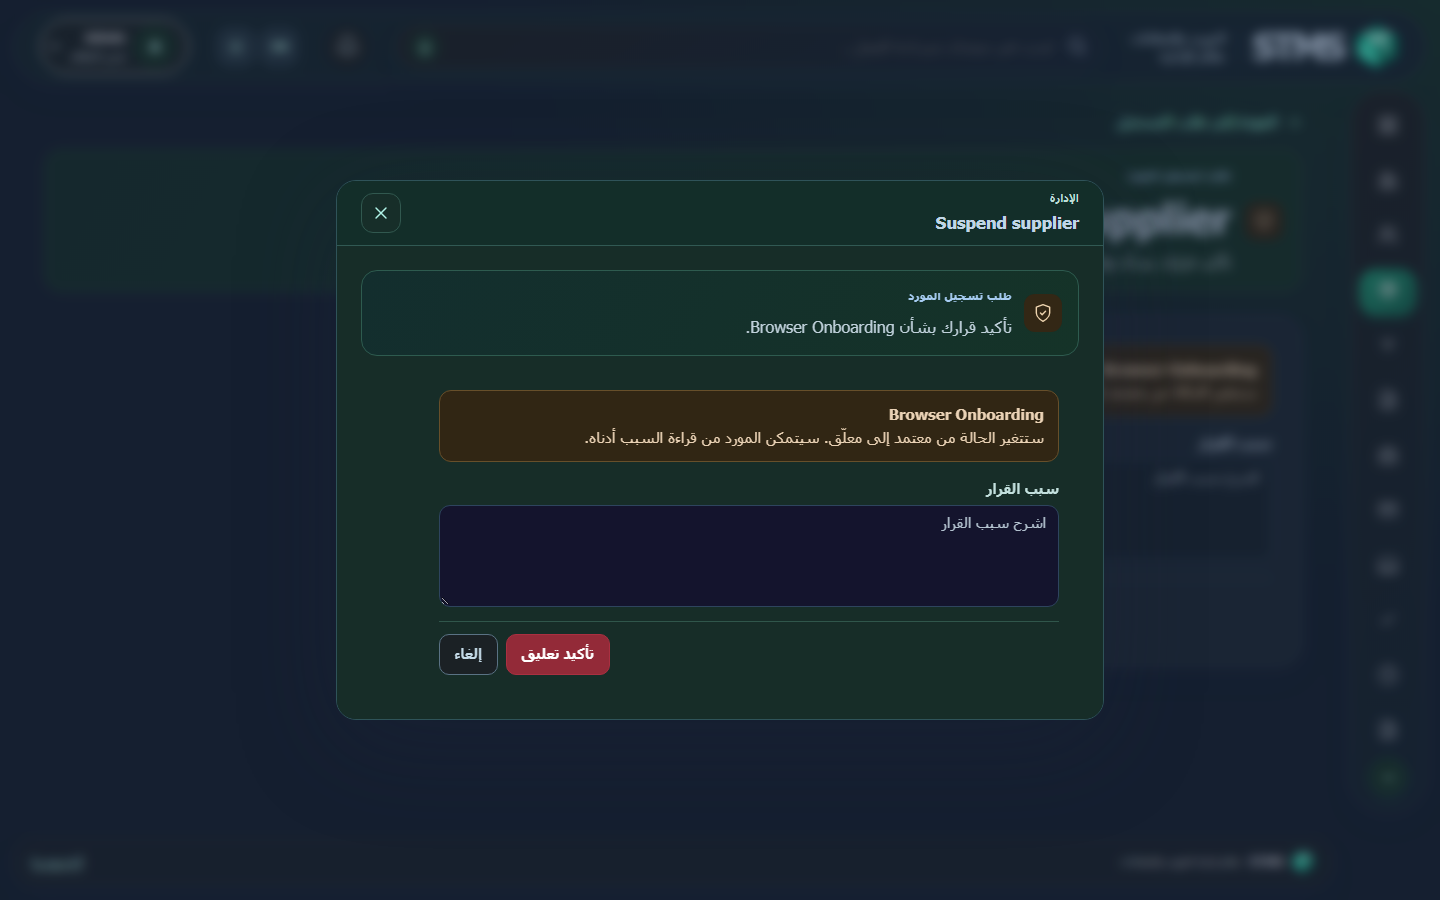 STMS
الإدارة
Suspend supplier
طلب تسجيل المورد
تأكيد قرارك بشأن Browser Onboarding.
Browser Onboarding
ستتغير الحالة من معتمد إلى معلّق. سيتمكن المورد من قراءة السبب أدناه.
سبب القرار
اشرح سبب القرار
تأكيد تعليق
إلغاء